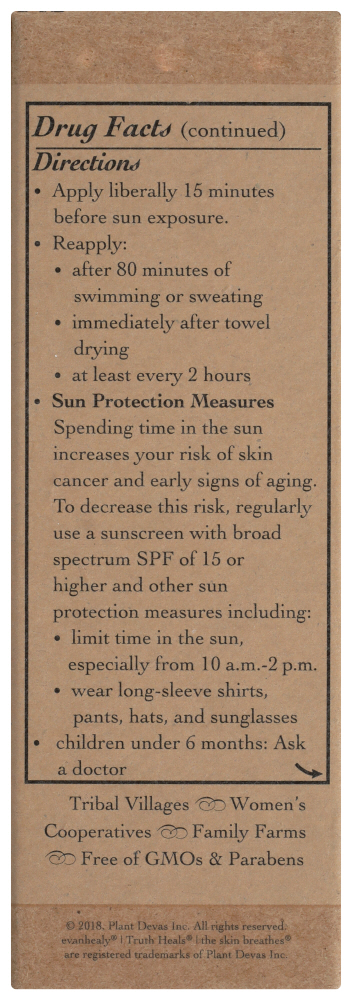 Drug Facts (continued)
Directions
• Apply liberally 15 minutes
before sun exposure.
• Reapply:
• after 80 minutes of
swimming or sweating
• immediately after towel
drying
• at least every 2 hours
• Sun Protection Measures
Spending time in the sun
increases your risk of skin
cancer and early signs of aging.
To decrease this risk, regularly
use a sunscreen with broad
spectrum SPF of 15 or
higher and other sun
protection measures including:
• limit time in the sun,
especially from 10 a.m.-2 p.m.
• wear long-sleeve shirts,
pants, hats, and sunglasses
• children under 6 months: Ask
a doctor
Tribal Villages Women's
Cooperatives Family Farms
Free of GMOs & Parabens
© 2018, Plant Devas Inc. All rights reserved.
evanhealy® | Truth Heals® | the skin breathes®
are registered trademarks of Plant Devas Inc.